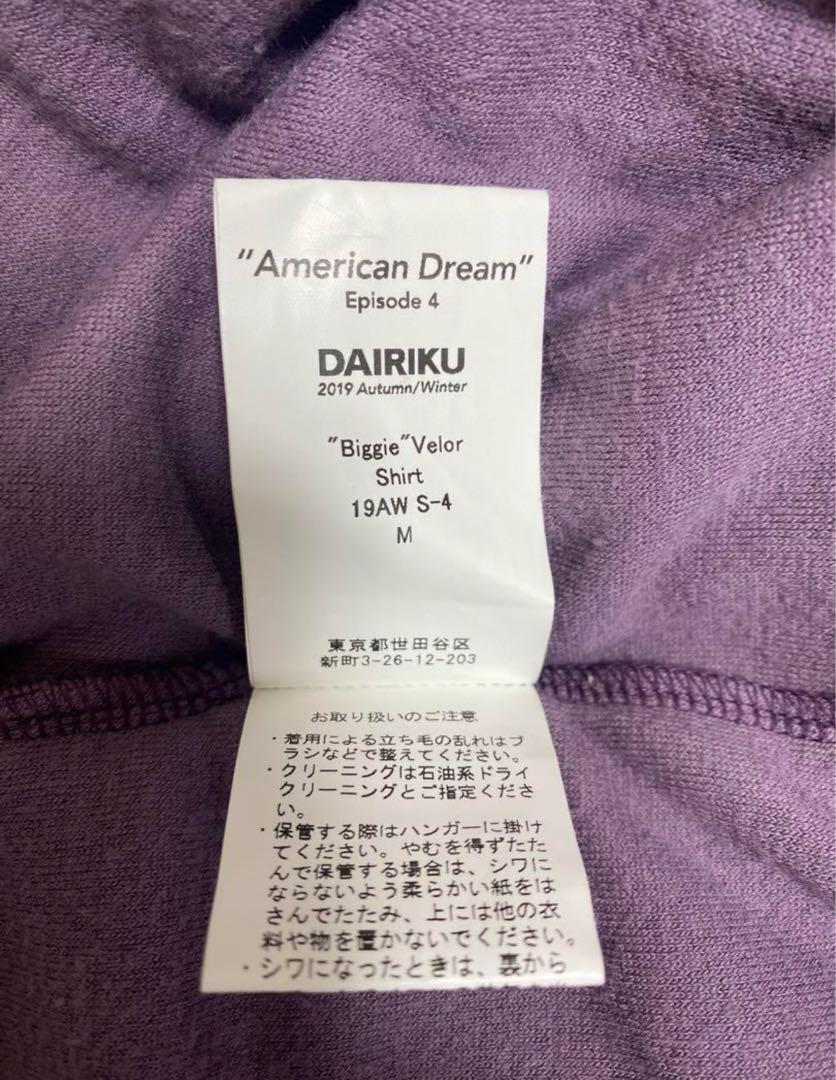 "American Dream"
Episode 4
DAIRIKU
2019 Autumn/Winter
"Biggie"Velor
Shirt
19AW S-4
M
東京都世田谷区
新町3-26-12-203
お取り扱いのご注意
・着用による立ち毛の乱れはブ
ラシなどで整えてください。
・クリーニングは石油系ドライ
クリーニングとご指定くださ
い。
・保管する際はハンガーに掛け
てください。やむを得ずたた
んで保管する場合は、シワに
ならないよう柔らかい紙をは
さんでたたみ、上には他の衣
料や物を置かないでください。
・シワになったときは、裏から